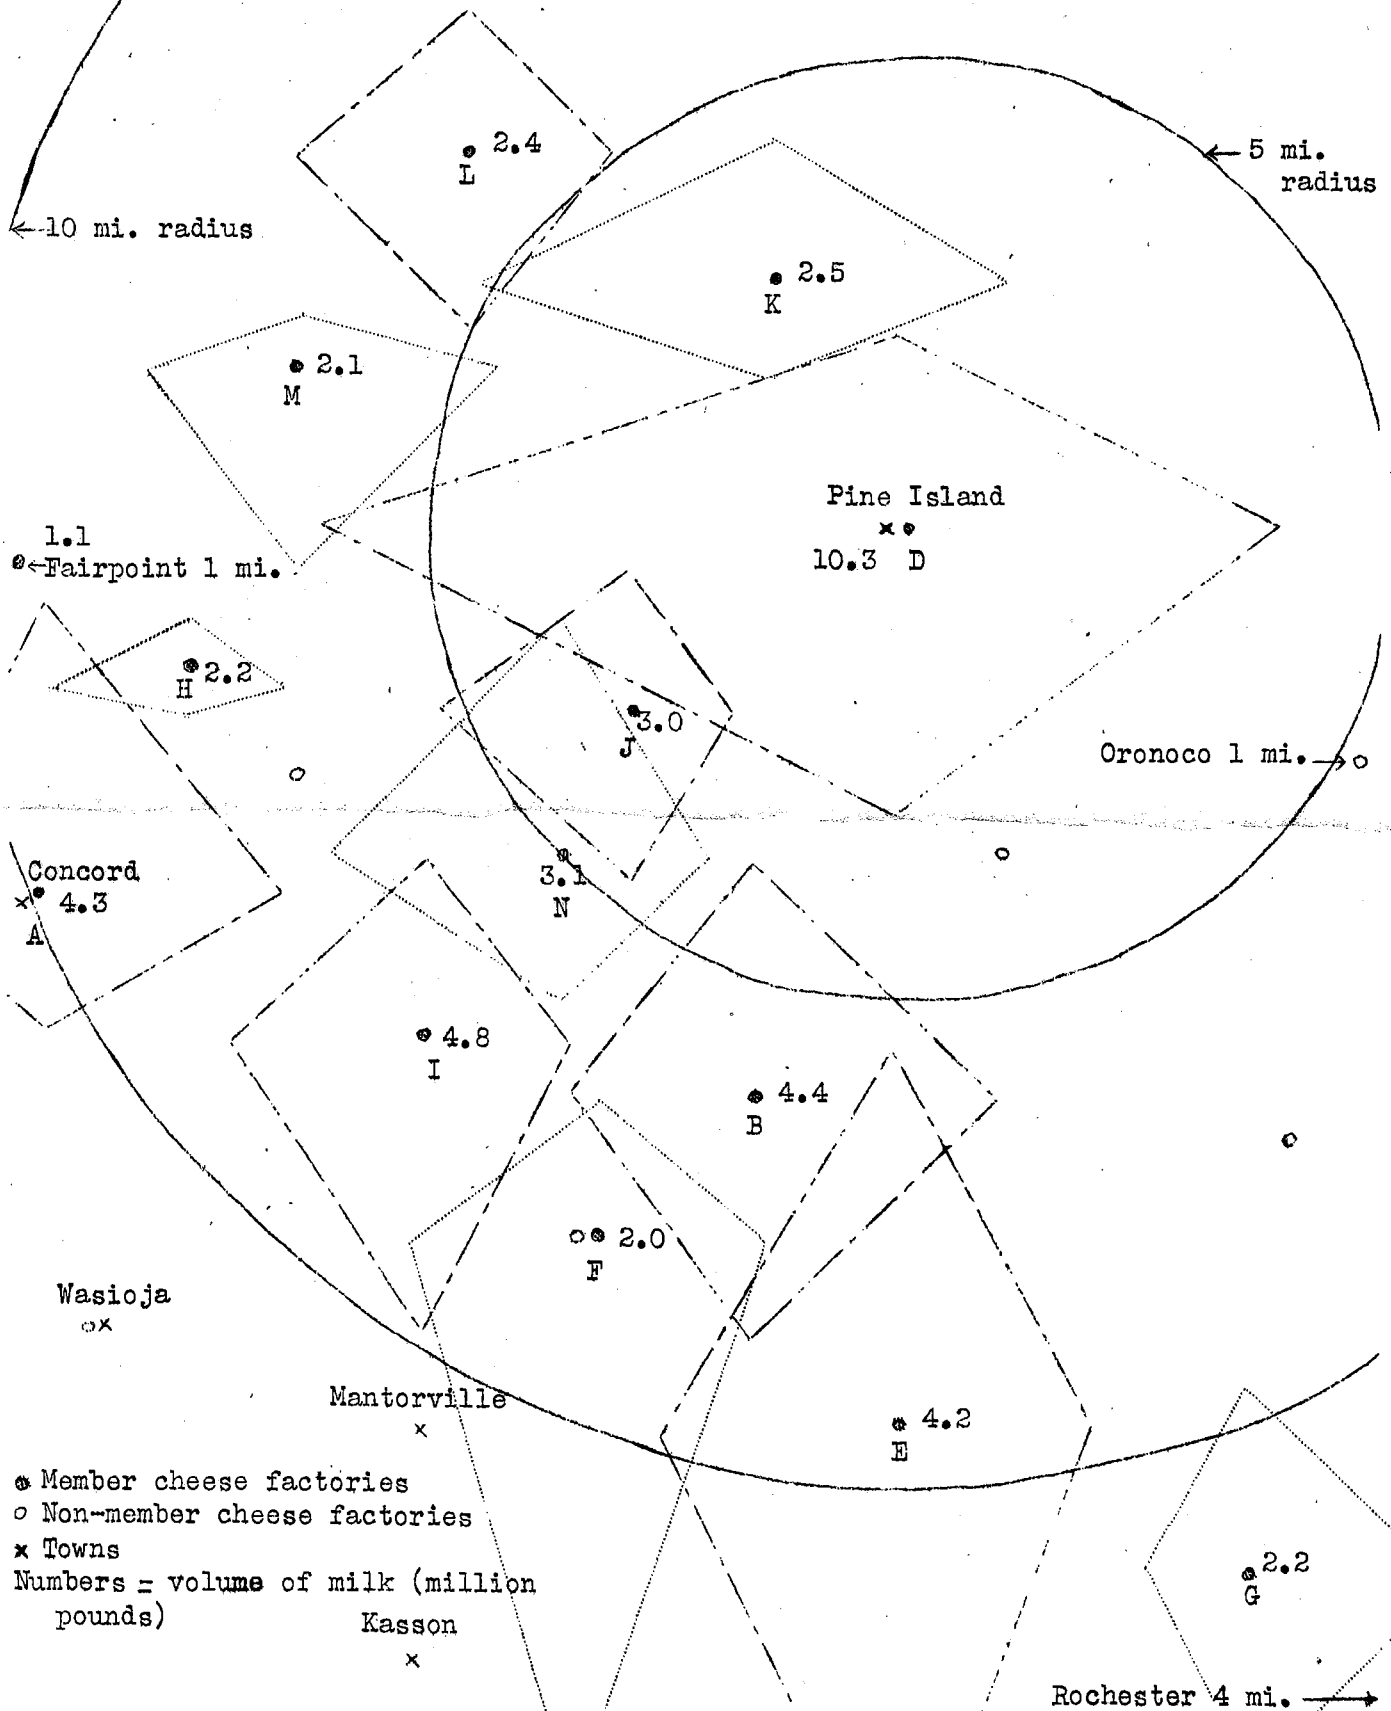 2.4
L
← 5 mi.
radius
←10 mi. radius
2.5
K
2.1
M
Pine Island
× D
10.3
1.1
←Fairpoint 1 mi.
2.2
H
3.0
J
Oronoco 1 mi.→
Concord
× 4.3
A
3.1
N
4.8
I
4.4
B
2.0
F
Wasioja
×
4.2
E
Mantorville
×
Member cheese factories
Non-member cheese factories
× Towns
Numbers = volume of milk (million
pounds)
Kasson
×
2.2
G
Rochester 4 mi. →